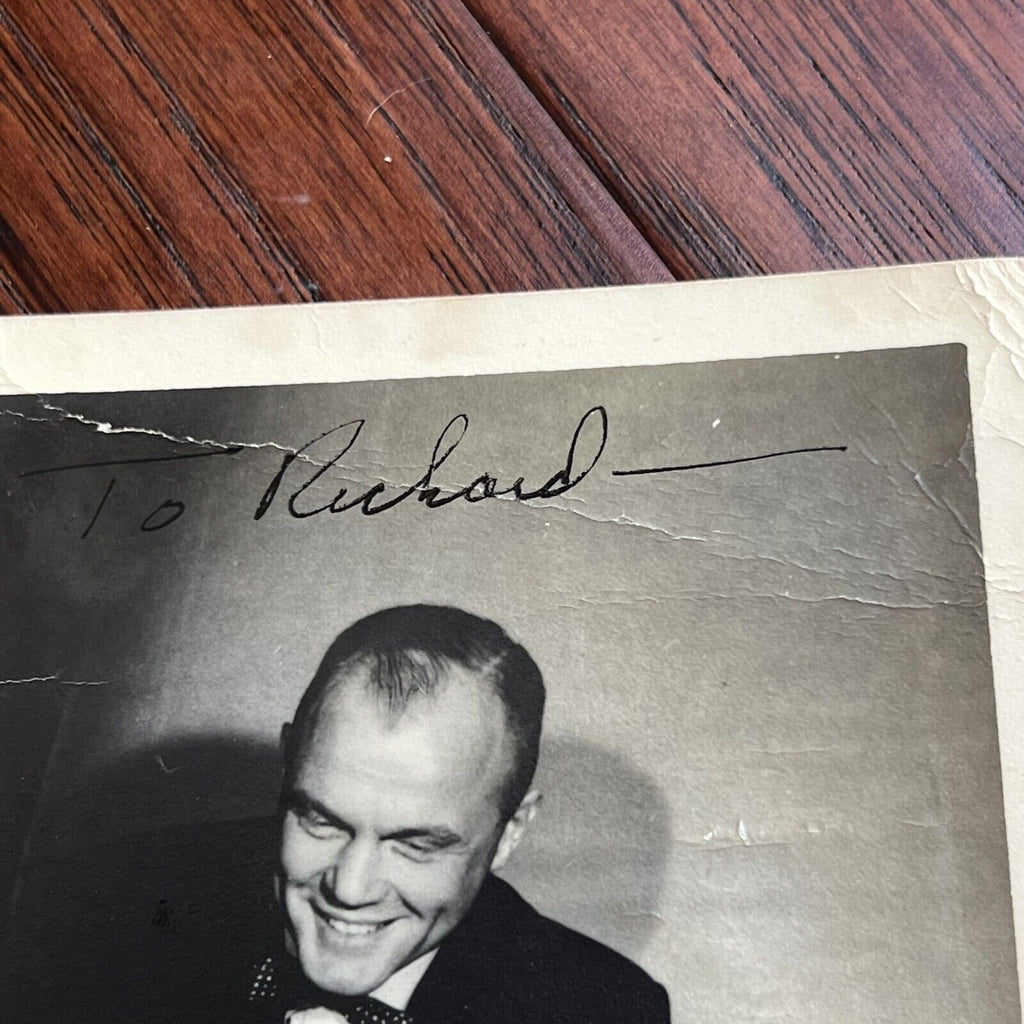 To Richard —